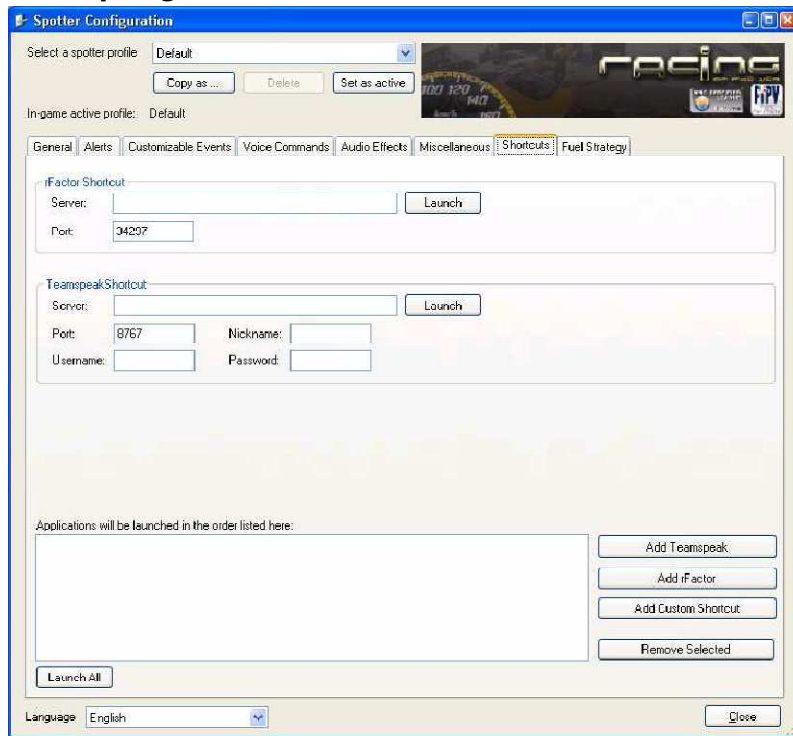 Spotter Configuration
Select a spotter profile Default
Copy as ... Delete Set as active
In-game active profile: Default
racing
FiPV
General Alerts Customizable Events Voice Commands Audio Effects Miscellaneous Shortcuts Fuel Strategy
rFactor Shortcut
Server: Launch
Port: 34297
TeamspeakShortcut
Server: Launch
Port: 8767 Nickname:
Username: Password:
Applications will be launched in the order listed here:
Add Teamspeak
Add rFactor
Add Custom Shortcut
Remove Selected
Launch All
Language English Close